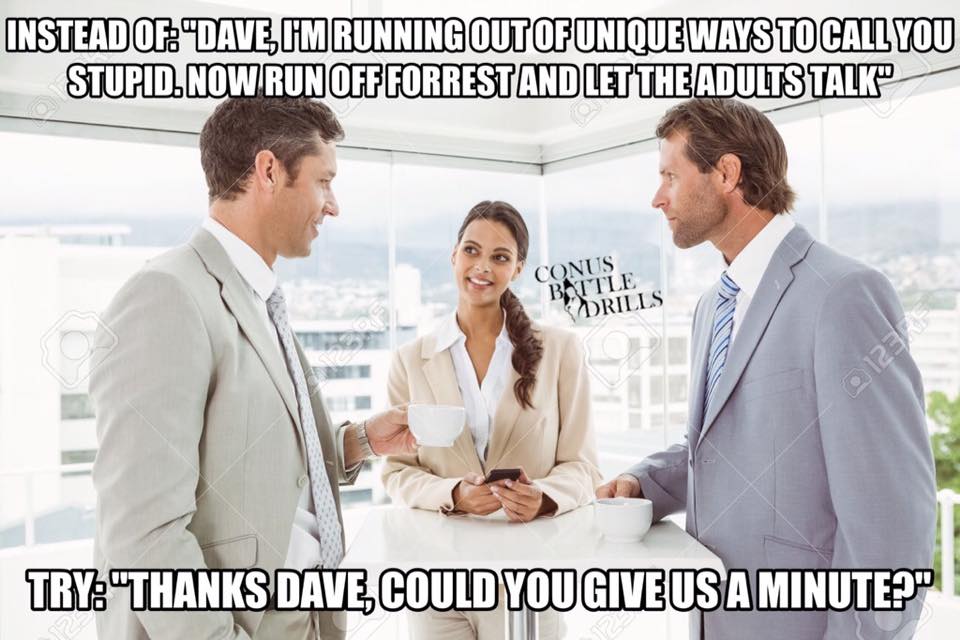 INSTEAD OF: "DAVE, I'M RUNNING OUT OF UNIQUE WAYS TO CALL YOU
STUPID. NOW RUN OFF FORREST AND LET THE ADULTS TALK"
CONUS
BATTLE
DRILLS
123RF
TRY: "THANKS DAVE, COULD YOU GIVE US A MINUTE?"